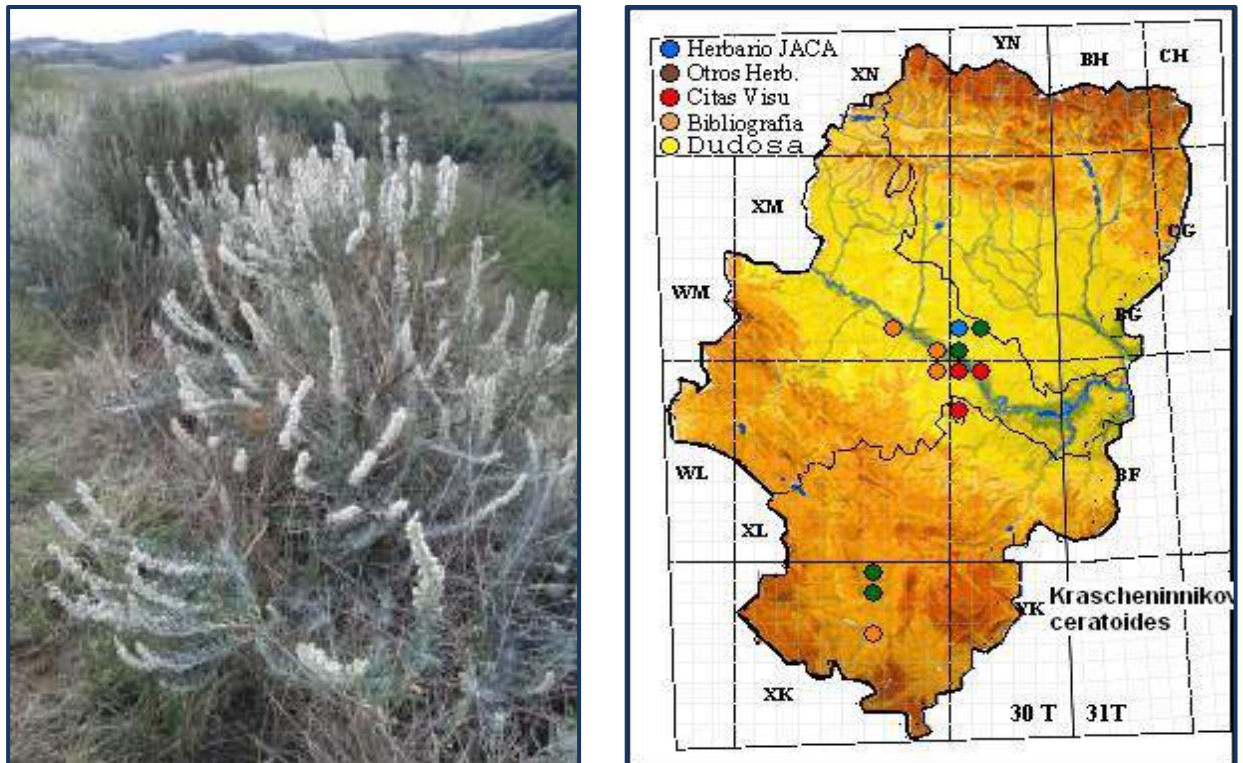 Herbario JACA
Otros Herb.
Citas Visu
Bibliografía
Dudosa
YN
BH
CH
XN
XM
CG
WM
BG
WL
BF
XL
YK
Krascheninnikov
ceratoides
XK
30 T
31T